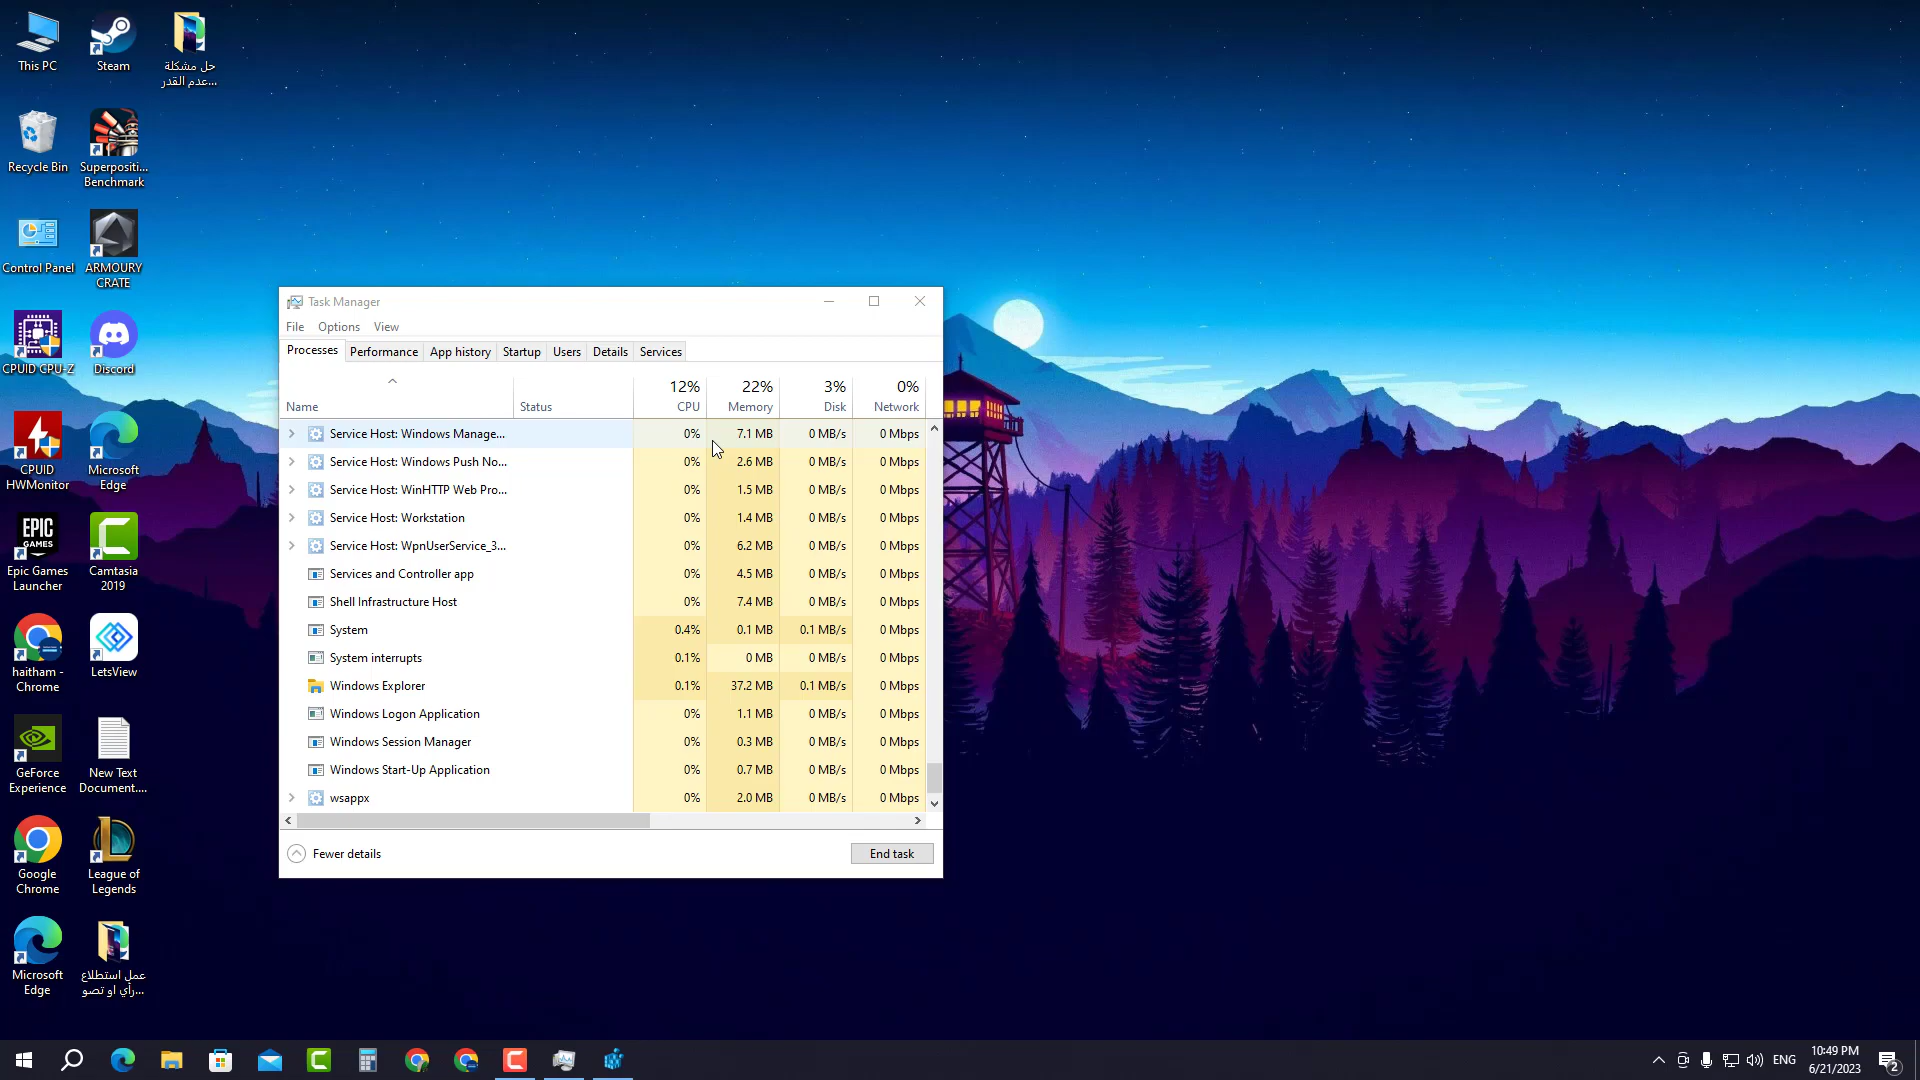 This PC
Steam
حل مشكلة
عدم القدر...
Recycle Bin
Superpositi...
Benchmark
Control Panel
ARMOURY
CRATE
CPUID CPU-Z
Discord
CPUID
HWMonitor
Microsoft
Edge
EPIC
GAMES
Epic Games
Launcher
Camtasia
2019
haitham -
Chrome
LetsView
GeForce
Experience
New Text
Document....
Google
Chrome
League of
Legends
Microsoft
Edge
عمل استطلاع
رأي او تصو...
Task Manager
File Options View
Processes Performance App history Startup Users Details Services
12% 22% 3% 0%
Name Status CPU Memory Disk Network
Service Host: Windows Manage... 0% 7.1 MB 0 MB/s 0 Mbps
Service Host: Windows Push No... 0% 2.6 MB 0 MB/s 0 Mbps
Service Host: WinHTTP Web Pro... 0% 1.5 MB 0 MB/s 0 Mbps
Service Host: Workstation 0% 1.4 MB 0 MB/s 0 Mbps
Service Host: WpnUserService_3... 0% 6.2 MB 0 MB/s 0 Mbps
Services and Controller app 0% 4.5 MB 0 MB/s 0 Mbps
Shell Infrastructure Host 0% 7.4 MB 0 MB/s 0 Mbps
System 0.4% 0.1 MB 0.1 MB/s 0 Mbps
System interrupts 0.1% 0 MB 0 MB/s 0 Mbps
Windows Explorer 0.1% 37.2 MB 0.1 MB/s 0 Mbps
Windows Logon Application 0% 1.1 MB 0 MB/s 0 Mbps
Windows Session Manager 0% 0.3 MB 0 MB/s 0 Mbps
Windows Start-Up Application 0% 0.7 MB 0 MB/s 0 Mbps
wsappx 0% 2.0 MB 0 MB/s 0 Mbps
Fewer details End task
ENG
10:49 PM
6/21/2023
2